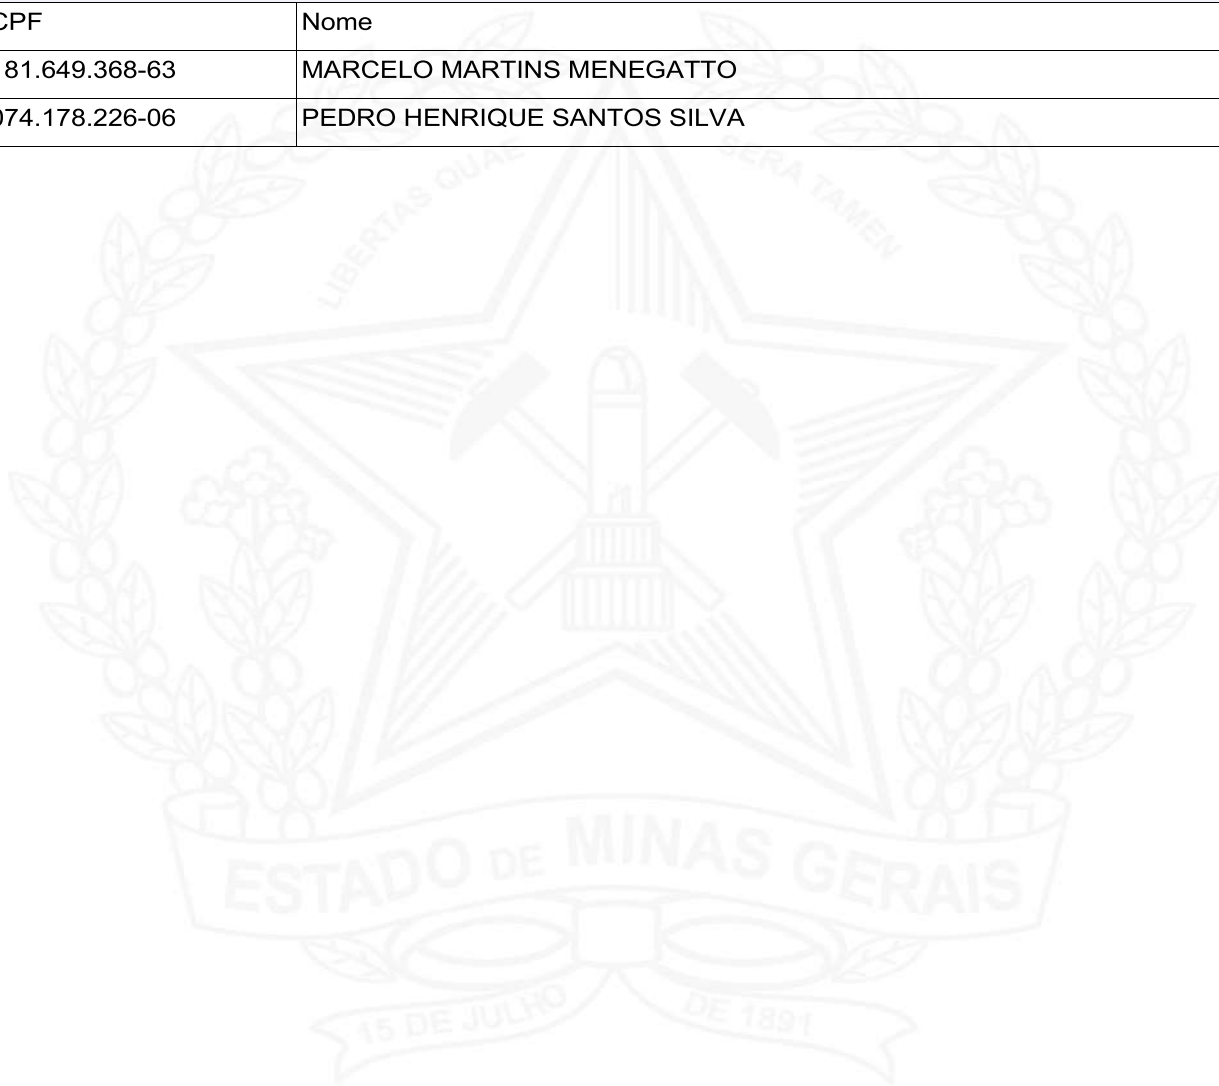 CPF Nome
81.649.368-63 MARCELO MARTINS MENEGATTO
074.178.226-06 PEDRO HENRIQUE SANTOS SILVA
LIBERTAS QUAE SERA TAMEN
ESTADO DE MINAS GERAIS
15 DE JULHO DE 1891